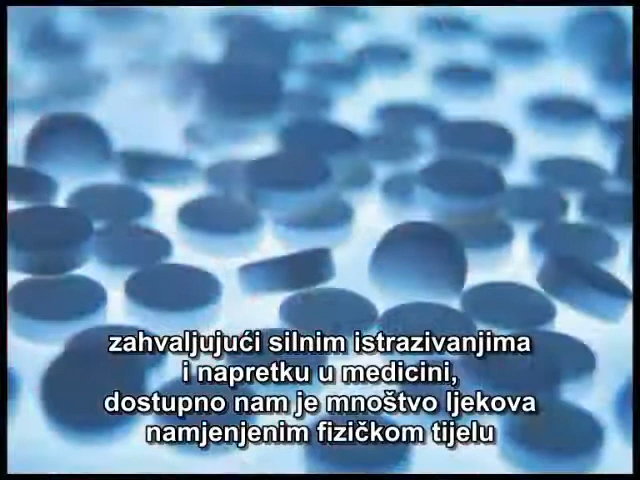 zahvaljujući silnim istrazivanjima
i napretku u medicini,
dostupno nam je mnoštvo ljekova
namjenjenim fizičkom tijelu